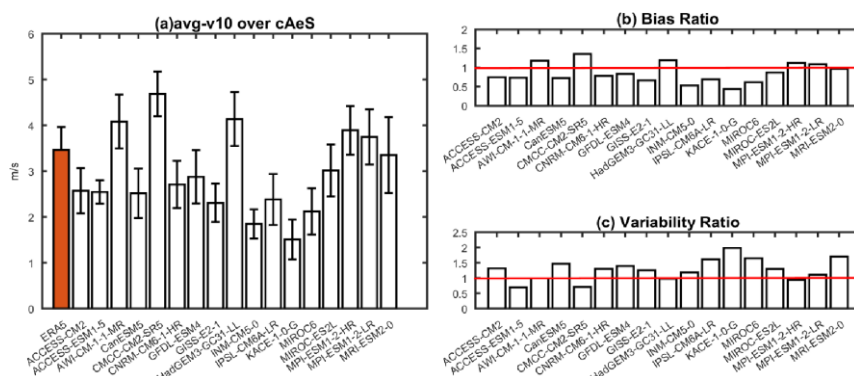 (a)avg-v10 over cAeS
6
5
4
3
2
1
0
m/s
ERA5
ACCESS-CM2
ACCESS-ESM1-5
AWI-CM-1-1-MR
CanESM5
CMCC-CM2-SR5
CNRM-CM6-1-HR
GFDL-ESM4
GISS-E2-1
HadGEM3-GC31-LL
INM-CM5-0
IPSL-CM6A-LR
KACE-1-0-G
MIROC6
MIROC-ES2L
MPI-ESM1-2-HR
MPI-ESM1-2-LR
MRI-ESM2-0
(b) Bias Ratio
2
1.5
1
0.5
0
ACCESS-CM2
ACCESS-ESM1-5
AWI-CM-1-1-MR
CanESM5
CMCC-CM2-SR5
CNRM-CM6-1-HR
GFDL-ESM4
GISS-E2-1
HadGEM3-GC31-LL
INM-CM5-0
IPSL-CM6A-LR
KACE-1-0-G
MIROC6
MIROC-ES2L
MPI-ESM1-2-HR
MPI-ESM1-2-LR
MRI-ESM2-0
(c) Variability Ratio
2.5
2
1.5
1
0.5
0
ACCESS-CM2
ACCESS-ESM1-5
AWI-CM-1-1-MR
CanESM5
CMCC-CM2-SR5
CNRM-CM6-1-HR
GFDL-ESM4
GISS-E2-1
HadGEM3-GC31-LL
INM-CM5-0
IPSL-CM6A-LR
KACE-1-0-G
MIROC6
MIROC-ES2L
MPI-ESM1-2-HR
MPI-ESM1-2-LR
MRI-ESM2-0